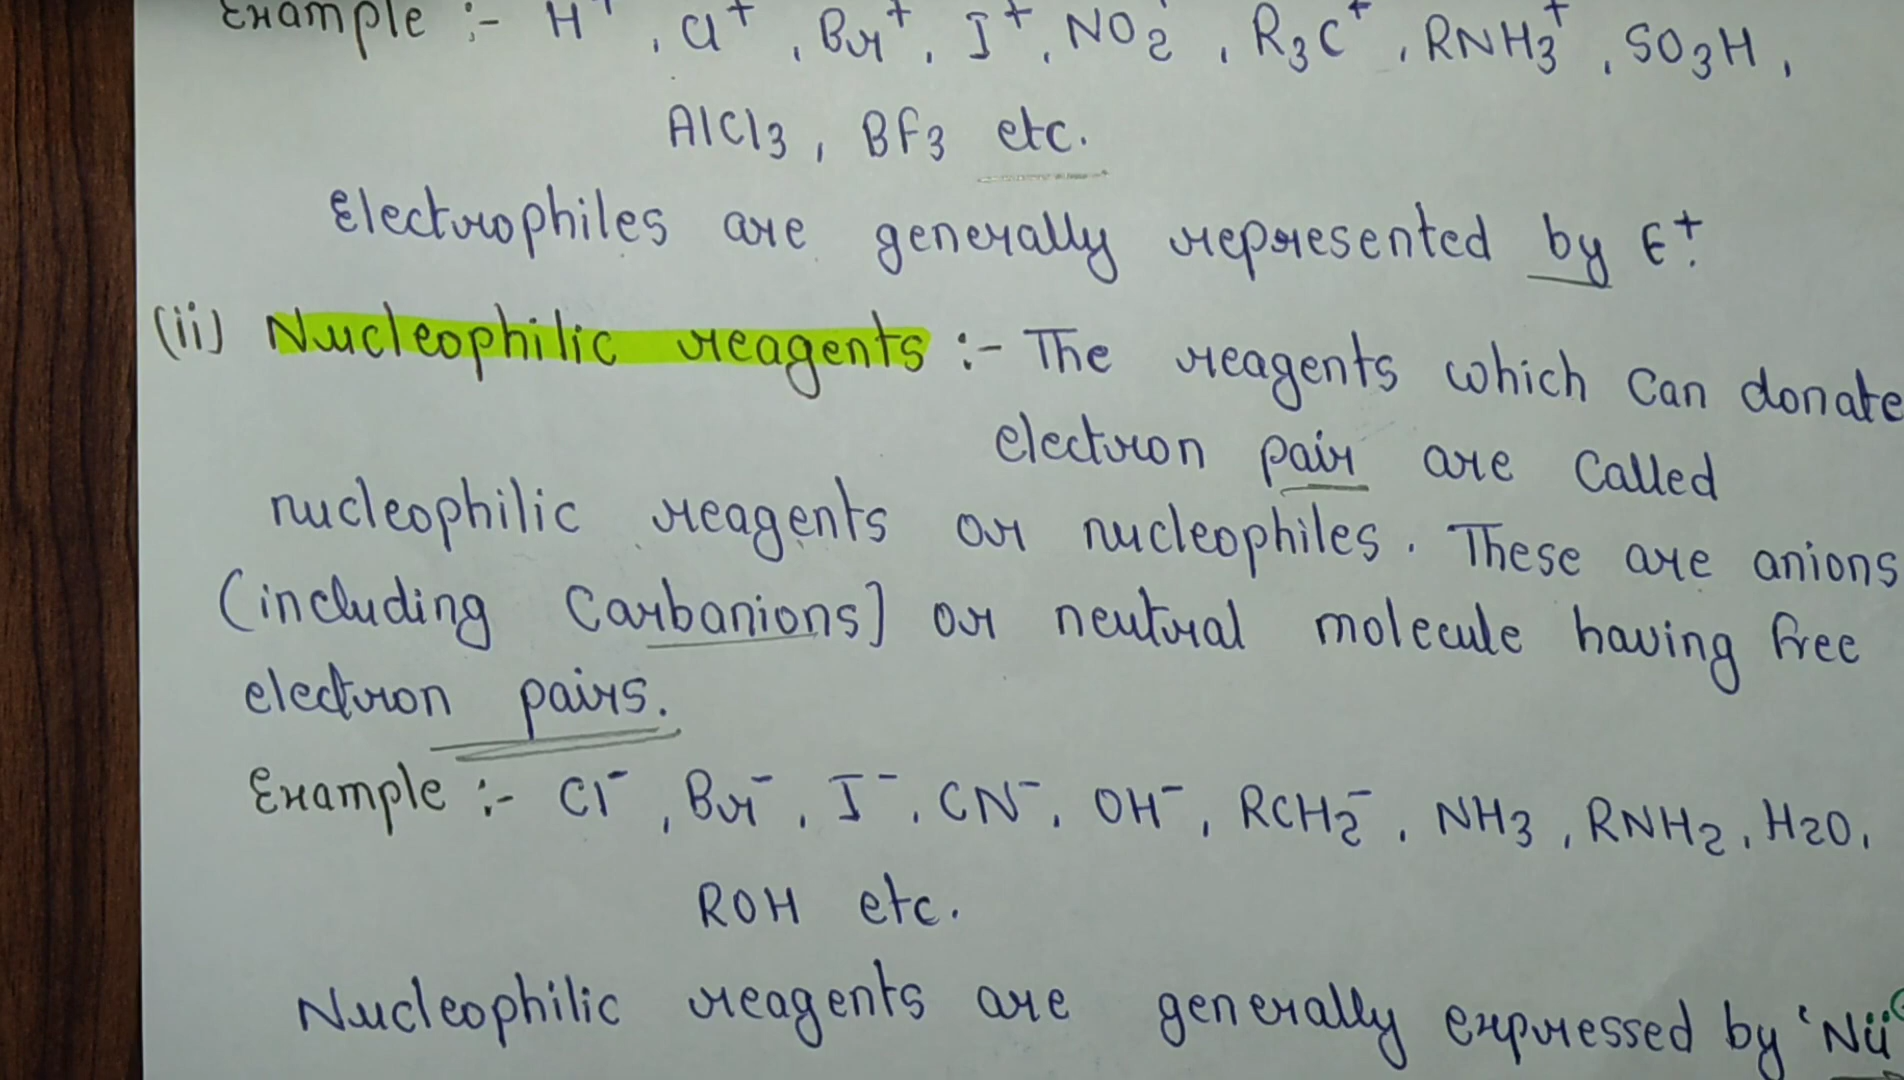 Example :- H⁺, Cl⁺, Br⁺, I⁺, NO₂, R₃C⁺, RNH₃⁺, SO₃H,
AlCl₃, BF₃ etc.
Electrophiles are generally represented by E⁺.
(ii) Nucleophilic reagents :- The reagents which can donate
electron pair are called
nucleophilic reagents or nucleophiles. These are anions
(including Carbanions] or neutral molecule having free
electron pairs.
Example :- Cl⁻, Br⁻, I⁻, CN⁻, OH⁻, RCH₂⁻, NH₃, RNH₂, H₂O,
ROH etc.
Nucleophilic reagents are generally expressed by 'Nü